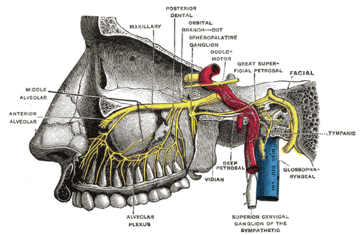 POSTERIOR
DENTAL
MAXILLARY
ORBITAL
BRANCH—CUT
SPHENOPALATINE
GANGLION
OCULO-
MOTOR
GREAT SUPER-
FICIAL PETROSAL
FACIAL
MIDDLE
ALVEOLAR
ANTERIOR
ALVEOLAR
TYMPANIC
DEEP
PETROSAL
GLOSSOPHA-
RYNGEAL
VIDIAN
ALVEOLAR
PLEXUS
SUPERIOR CERVICAL
GANGLION OF THE
SYMPATHETIC